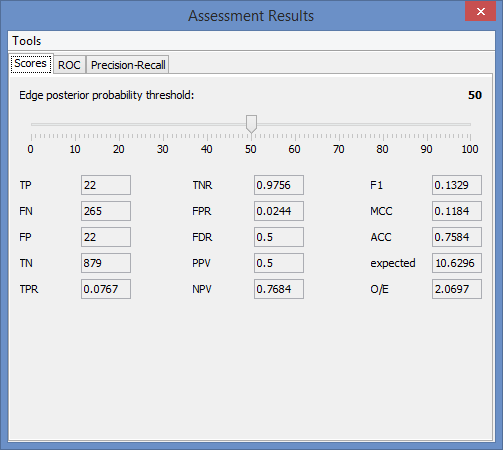 Assessment Results
Tools
Scores ROC Precision-Recall
Edge posterior probability threshold: 50
0 10 20 30 40 50 60 70 80 90 100
TP 22 TNR 0.9756 F1 0.1329
FN 265 FPR 0.0244 MCC 0.1184
FP 22 FDR 0.5 ACC 0.7584
TN 879 PPV 0.5 expected 10.6296
TPR 0.0767 NPV 0.7684 O/E 2.0697